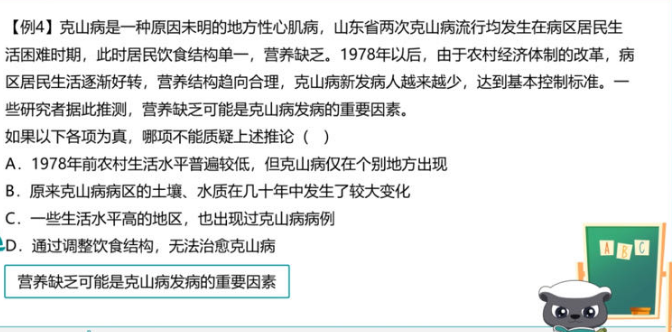 【例4】克山病是一种原因未明的地方性心肌病，山东省两次克山病流行均发生在病区居民生
活困难时期，此时居民饮食结构单一，营养缺乏。1978年以后，由于农村经济体制的改革，病
区居民生活逐渐好转，营养结构趋向合理，克山病新发病人越来越少，达到基本控制标准。一
些研究者据此推测，营养缺乏可能是克山病发病的重要因素。
如果以下各项为真，哪项不能质疑上述推论（ ）
A．1978年前农村生活水平普遍较低，但克山病仅在个别地方出现
B．原来克山病病区的土壤、水质在几十年中发生了较大变化
C．一些生活水平高的地区，也出现过克山病病例
D．通过调整饮食结构，无法治愈克山病
营养缺乏可能是克山病发病的重要因素
A B C